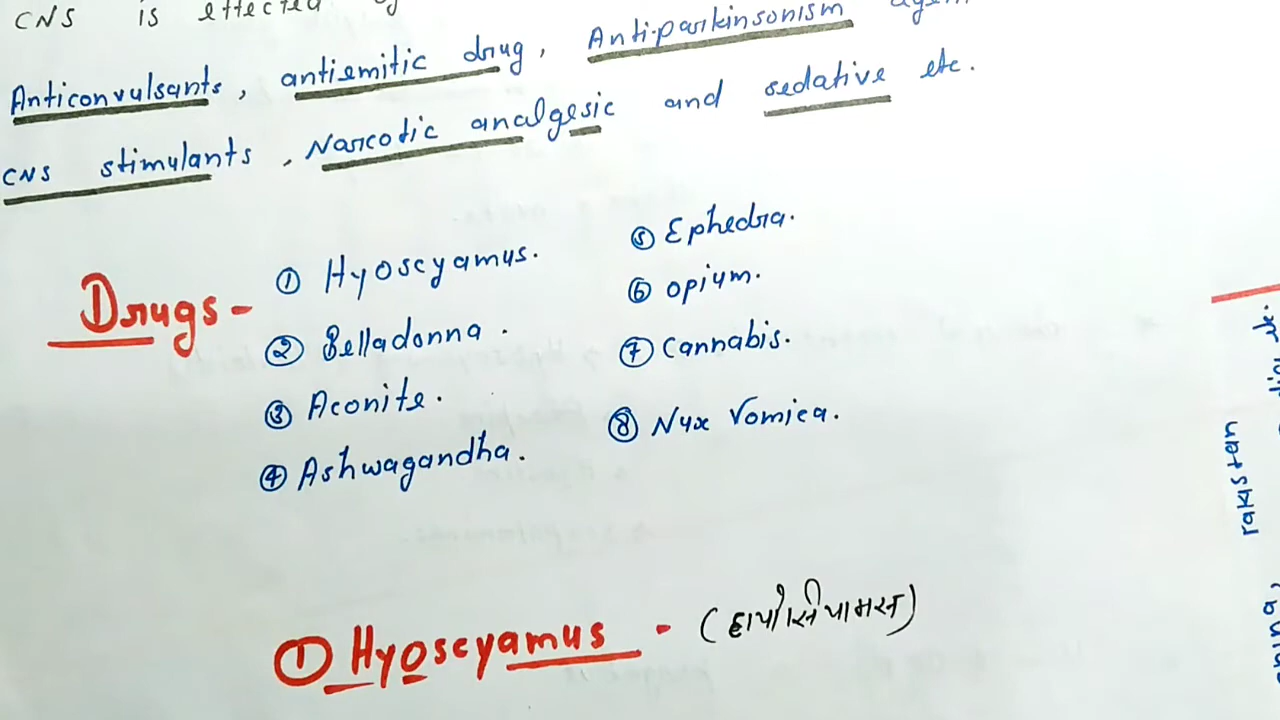 CNS is effected
Anticonvulsants, antiemitic drug, Anti-parkinsonism
CNS stimulants, Narcotic analgesic and sedative etc.
Drugs-
① Hyoscyamus.
② Belladonna.
③ Aconite.
④ Ashwagandha.
⑤ Ephedra.
⑥ opium.
⑦ Cannabis.
⑧ Nux Vomica.
① Hyoscyamus - (हायोसियामस)